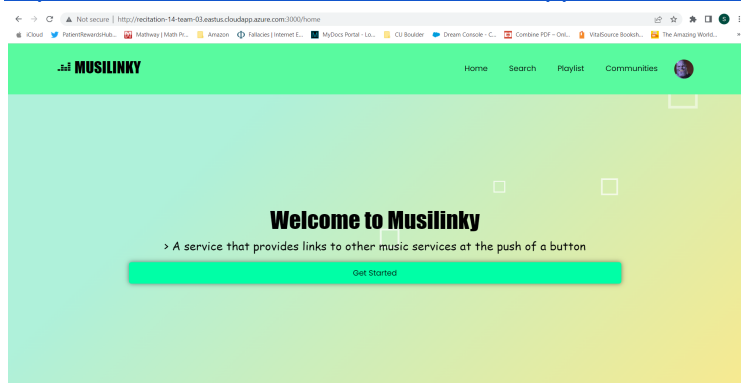 Not secure | http://recitation-14-team-03.eastus.cloudapp.azure.com:3000/home
iCloud PatientRewardsHub... Mathway | Math Pr... Amazon Fallacies | Internet E... MyDocs Portal - Lo... CU Boulder Dream Console - C... Combine PDF – Onl... VitalSource Booksh... The Amazing World... »
MUSILINKY Home Search Playlist Communities
Welcome to Musilinky
> A service that provides links to other music services at the push of a button
Get Started